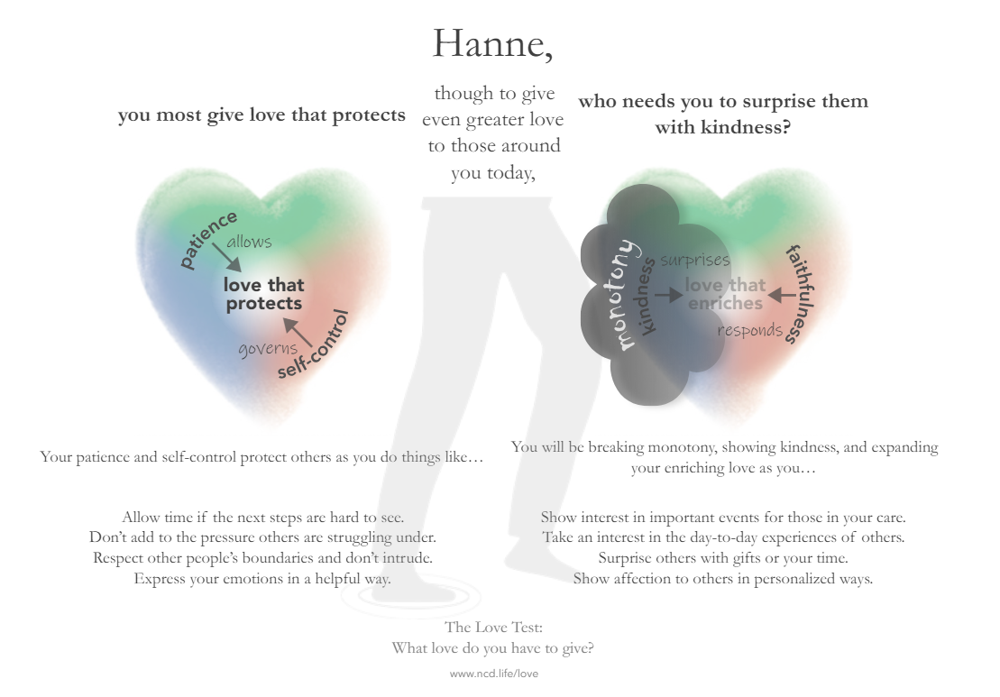 Hanne,
you most give love that protects
though to give
even greater love
to those around
you today,
who needs you to surprise them
with kindness?
patience
allows
love that
protects
governs
self-control
monotony
kindness
surprises
love that
enriches
responds
faithfulness
Your patience and self-control protect others as you do things like…
You will be breaking monotony, showing kindness, and expanding
your enriching love as you…
Allow time if the next steps are hard to see.
Don’t add to the pressure others are struggling under.
Respect other people’s boundaries and don’t intrude.
Express your emotions in a helpful way.
Show interest in important events for those in your care.
Take an interest in the day-to-day experiences of others.
Surprise others with gifts or your time.
Show affection to others in personalized ways.
The Love Test:
What love do you have to give?
www.ncd.life/love